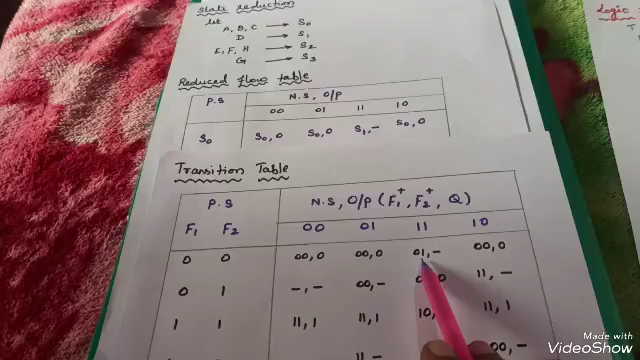 State reduction
let
A, B, C → S0
D → S1
E, F, H → S2
G → S3
Reduced flow table
P.S N.S, O/P
00 01 11 10
S0 S0, 0 S0, 0 S1, - S0, 0
Transition Table
P.S N.S, O/P (F1+, F2+, Q)
F1 F2 00 01 11 10
0 0 00, 0 00, 0 01, - 00, 0
0 1 -, - 00, - 0 11, -
1 1 11, 1 11, 1 10, 11, 1
11 - 00, -
Logic
Made with
VideoShow